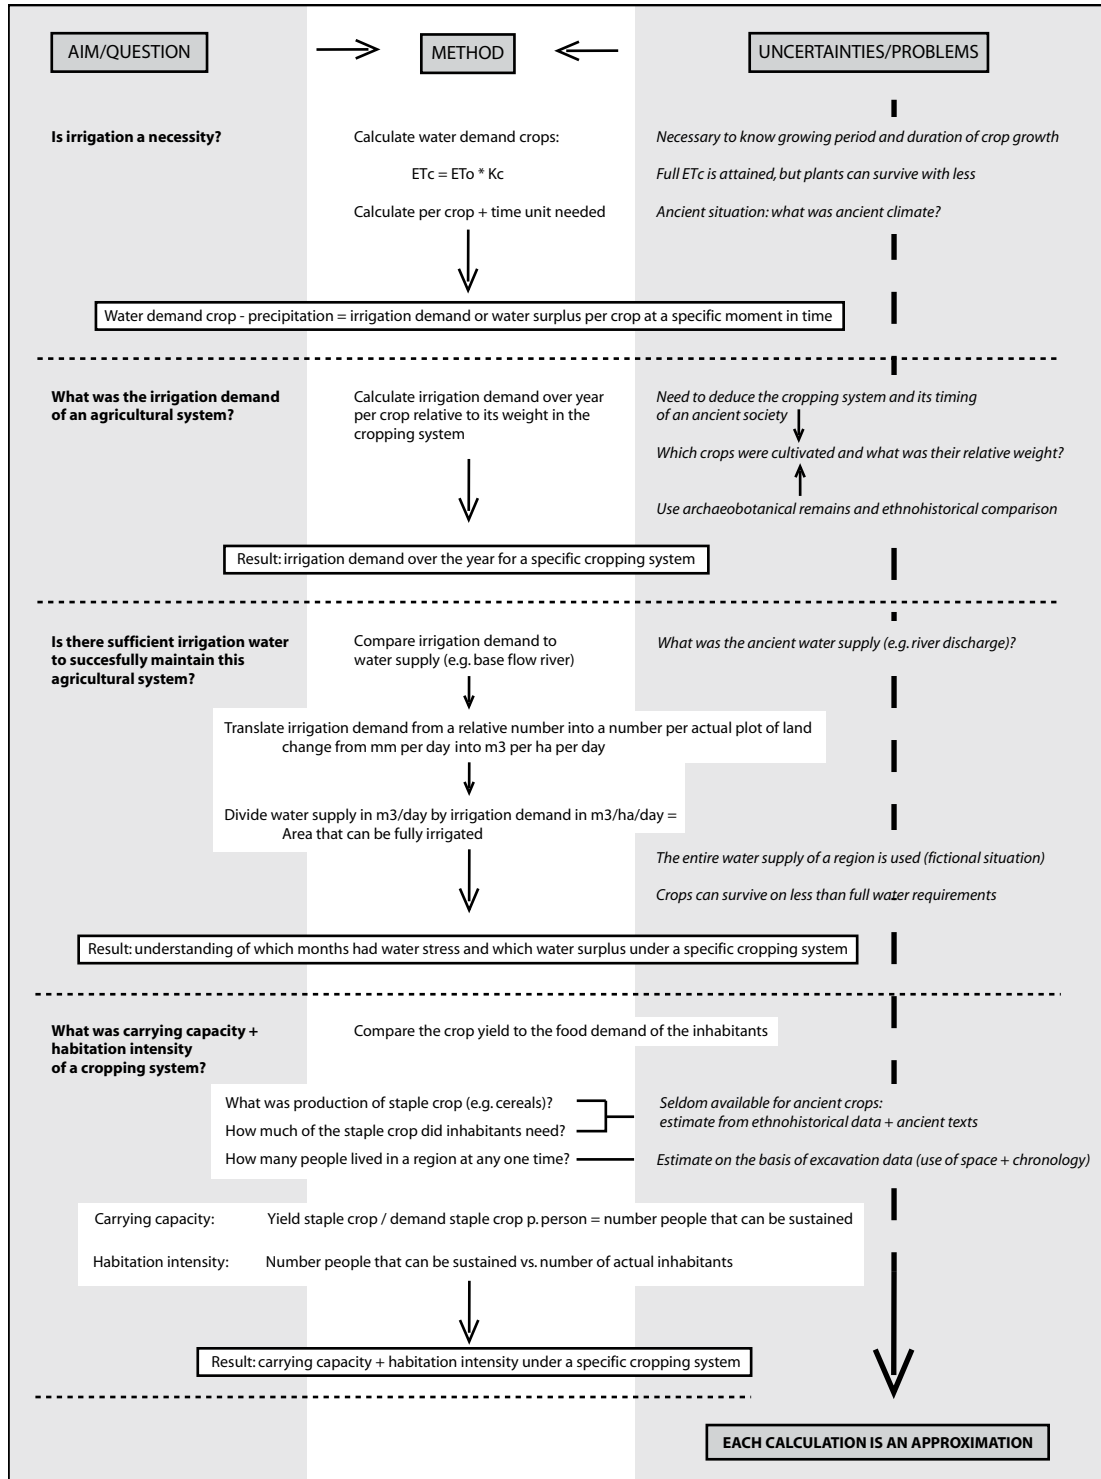 AIM/QUESTION
METHOD
UNCERTAINTIES/PROBLEMS
Is irrigation a necessity?
Calculate water demand crops:
ETc = ETo * Kc
Calculate per crop + time unit needed
Necessary to know growing period and duration of crop growth
Full ETc is attained, but plants can survive with less
Ancient situation: what was ancient climate?
Water demand crop - precipitation = irrigation demand or water surplus per crop at a specific moment in time
What was the irrigation demand
of an agricultural system?
Calculate irrigation demand over year
per crop relative to its weight in the
cropping system
Need to deduce the cropping system and its timing
of an ancient society
Which crops were cultivated and what was their relative weight?
Use archaeobotanical remains and ethnohistorical comparison
Result: irrigation demand over the year for a specific cropping system
Is there sufficient irrigation water
to succesfully maintain this
agricultural system?
Compare irrigation demand to
water supply (e.g. base flow river)
What was the ancient water supply (e.g. river discharge)?
Translate irrigation demand from a relative number into a number per actual plot of land
change from mm per day into m3 per ha per day
Divide water supply in m3/day by irrigation demand in m3/ha/day =
Area that can be fully irrigated
The entire water supply of a region is used (fictional situation)
Crops can survive on less than full water requirements
Result: understanding of which months had water stress and which water surplus under a specific cropping system
What was carrying capacity +
habitation intensity
of a cropping system?
Compare the crop yield to the food demand of the inhabitants
What was production of staple crop (e.g. cereals)?
How much of the staple crop did inhabitants need?
How many people lived in a region at any one time?
Seldom available for ancient crops:
estimate from ethnohistorical data + ancient texts
Estimate on the basis of excavation data (use of space + chronology)
Carrying capacity: Yield staple crop / demand staple crop p. person = number people that can be sustained
Habitation intensity: Number people that can be sustained vs. number of actual inhabitants
Result: carrying capacity + habitation intensity under a specific cropping system
EACH CALCULATION IS AN APPROXIMATION